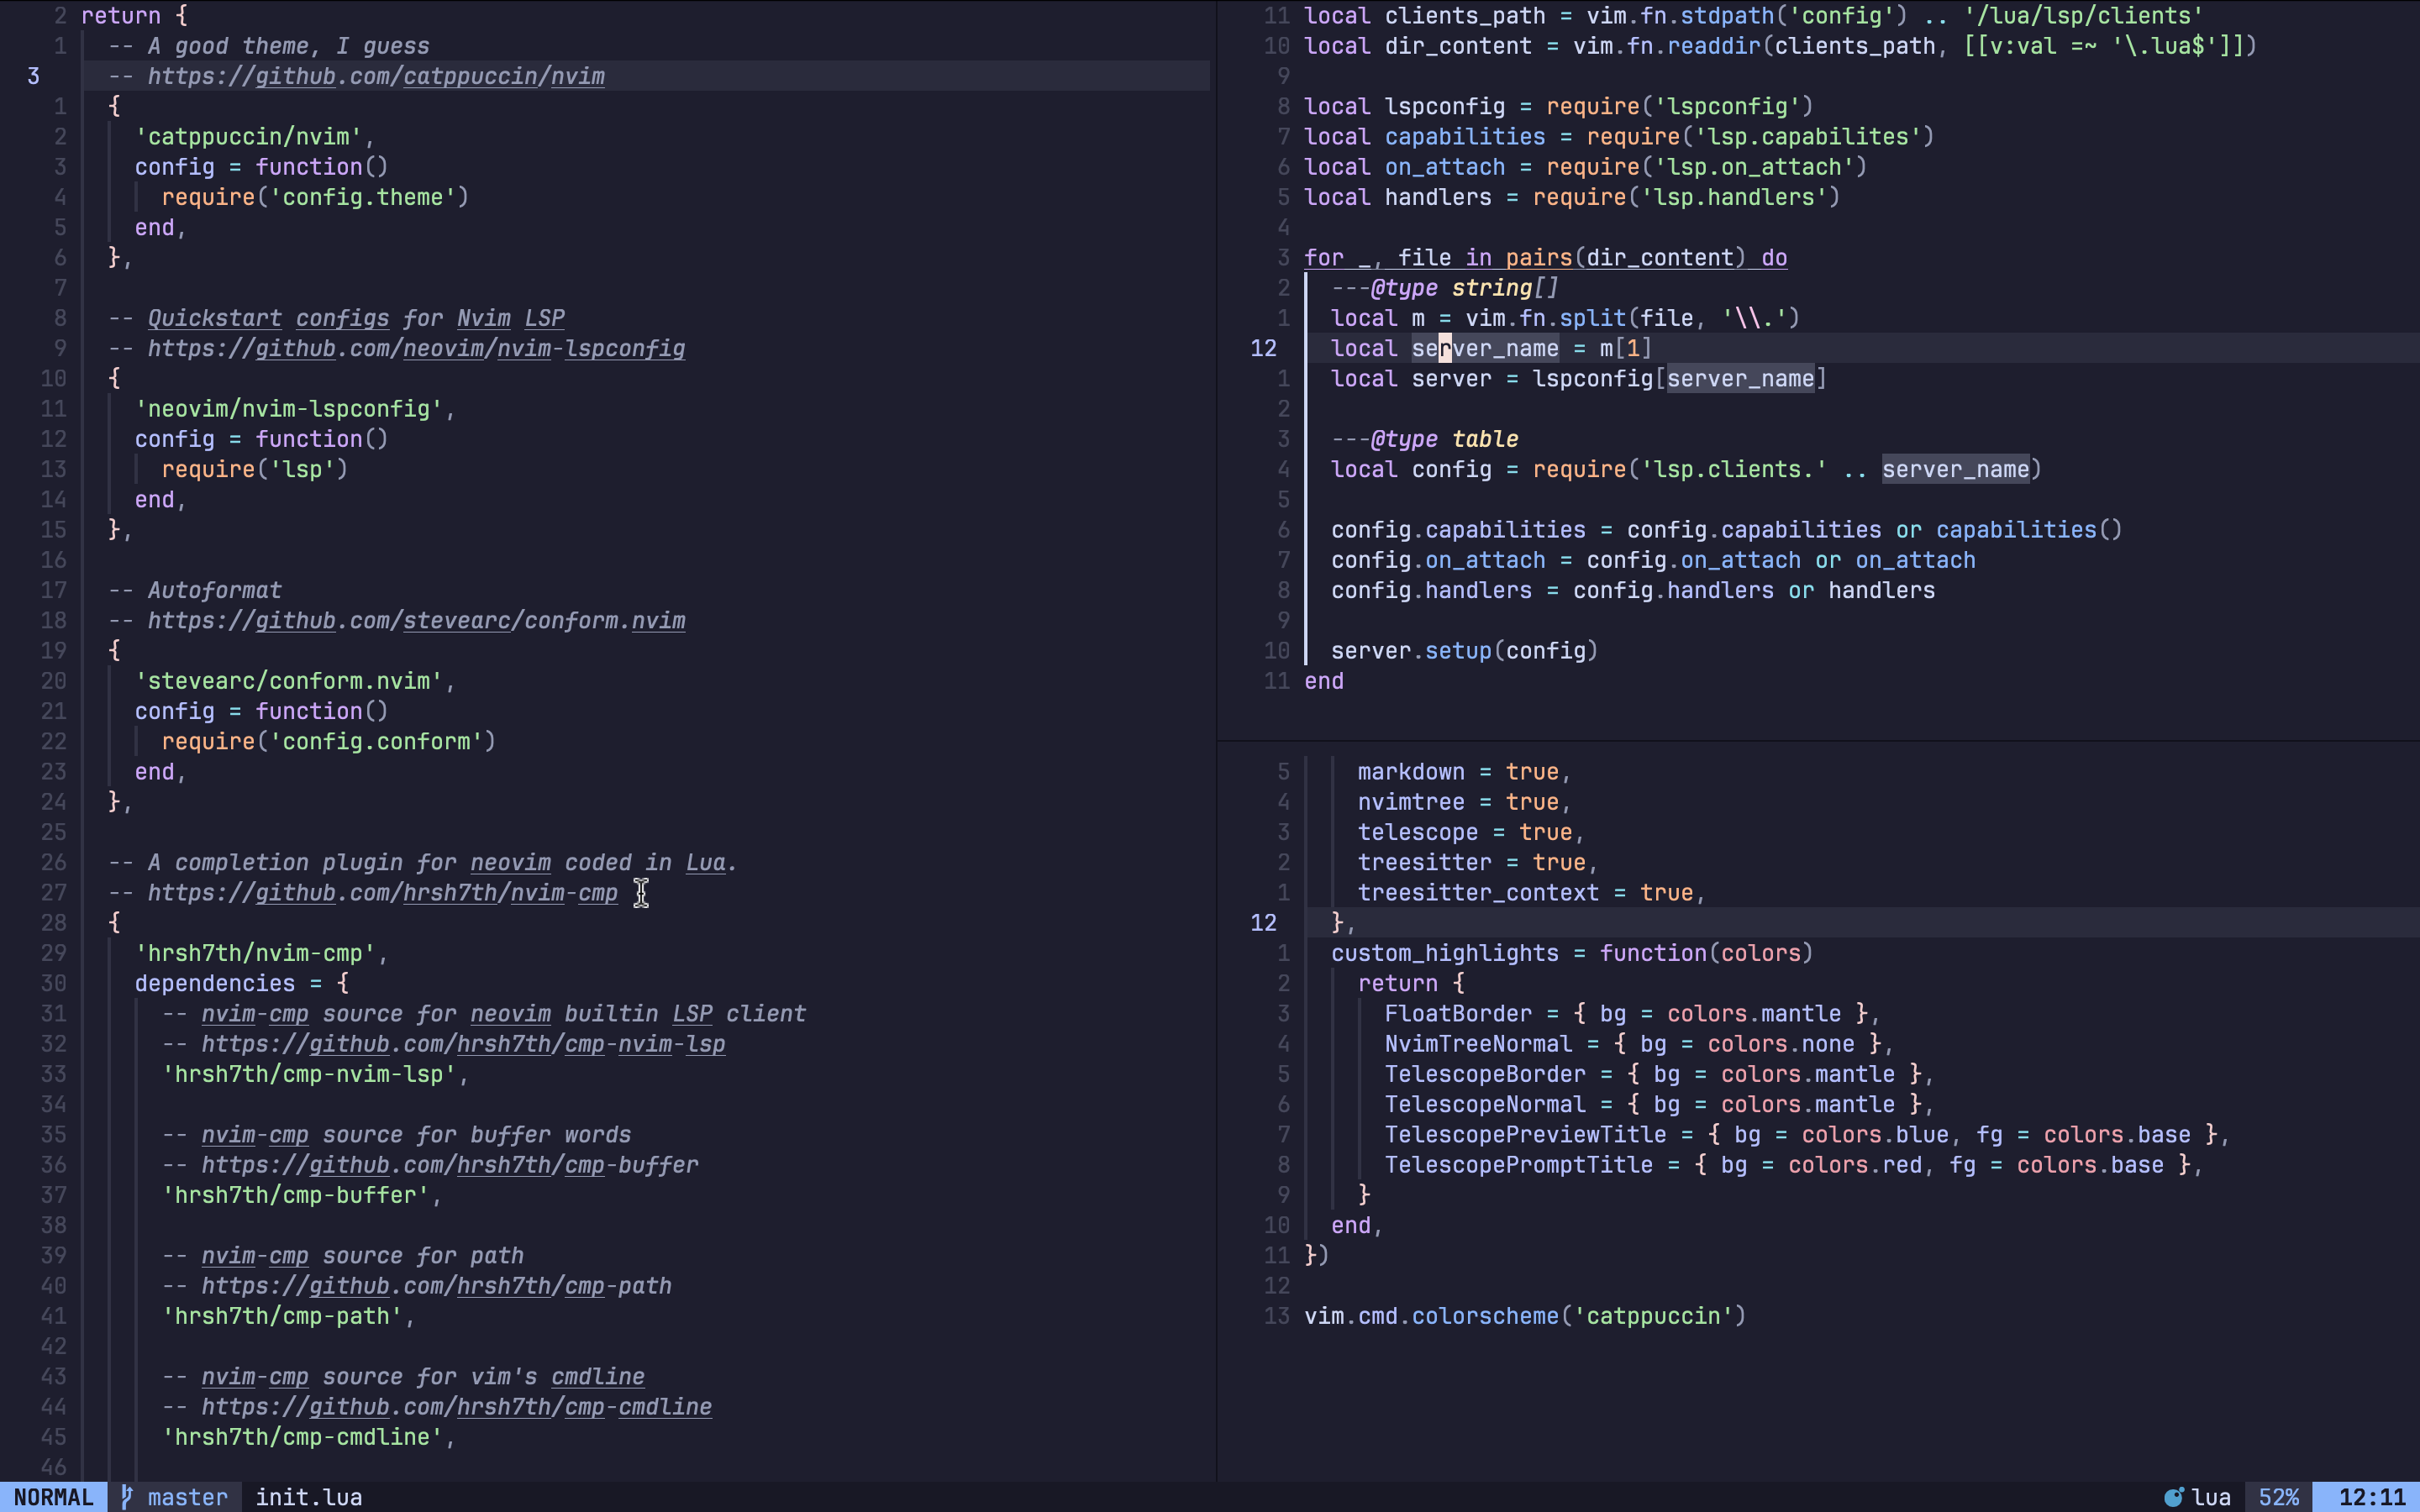 2 return {
1 -- A good theme, I guess
3 -- https://github.com/catppuccin/nvim
1 {
2 'catppuccin/nvim',
3 config = function()
4 require('config.theme')
5 end,
6 },
7
8 -- Quickstart configs for Nvim LSP
9 -- https://github.com/neovim/nvim-lspconfig
10 {
11 'neovim/nvim-lspconfig',
12 config = function()
13 require('lsp')
14 end,
15 },
16
17 -- Autoformat
18 -- https://github.com/stevearc/conform.nvim
19 {
20 'stevearc/conform.nvim',
21 config = function()
22 require('config.conform')
23 end,
24 },
25
26 -- A completion plugin for neovim coded in Lua.
27 -- https://github.com/hrsh7th/nvim-cmp
28 {
29 'hrsh7th/nvim-cmp',
30 dependencies = {
31 -- nvim-cmp source for neovim builtin LSP client
32 -- https://github.com/hrsh7th/cmp-nvim-lsp
33 'hrsh7th/cmp-nvim-lsp',
34
35 -- nvim-cmp source for buffer words
36 -- https://github.com/hrsh7th/cmp-buffer
37 'hrsh7th/cmp-buffer',
38
39 -- nvim-cmp source for path
40 -- https://github.com/hrsh7th/cmp-path
41 'hrsh7th/cmp-path',
42
43 -- nvim-cmp source for vim's cmdline
44 -- https://github.com/hrsh7th/cmp-cmdline
45 'hrsh7th/cmp-cmdline',
46
11 local clients_path = vim.fn.stdpath('config') .. '/lua/lsp/clients'
10 local dir_content = vim.fn.readdir(clients_path, [[v:val =~ '\.lua$']])
9
8 local lspconfig = require('lspconfig')
7 local capabilities = require('lsp.capabilites')
6 local on_attach = require('lsp.on_attach')
5 local handlers = require('lsp.handlers')
4
3 for _, file in pairs(dir_content) do
2 ---@type string[]
1 local m = vim.fn.split(file, '\\.')
12 local server_name = m[1]
1 local server = lspconfig[server_name]
2
3 ---@type table
4 local config = require('lsp.clients.' .. server_name)
5
6 config.capabilities = config.capabilities or capabilities()
7 config.on_attach = config.on_attach or on_attach
8 config.handlers = config.handlers or handlers
9
10 server.setup(config)
11 end
5 markdown = true,
4 nvimtree = true,
3 telescope = true,
2 treesitter = true,
1 treesitter_context = true,
12 },
1 custom_highlights = function(colors)
2 return {
3 FloatBorder = { bg = colors.mantle },
4 NvimTreeNormal = { bg = colors.none },
5 TelescopeBorder = { bg = colors.mantle },
6 TelescopeNormal = { bg = colors.mantle },
7 TelescopePreviewTitle = { bg = colors.blue, fg = colors.base },
8 TelescopePromptTitle = { bg = colors.red, fg = colors.base },
9 }
10 end,
11 })
12
13 vim.cmd.colorscheme('catppuccin')
NORMAL master init.lua lua 52% 12:11